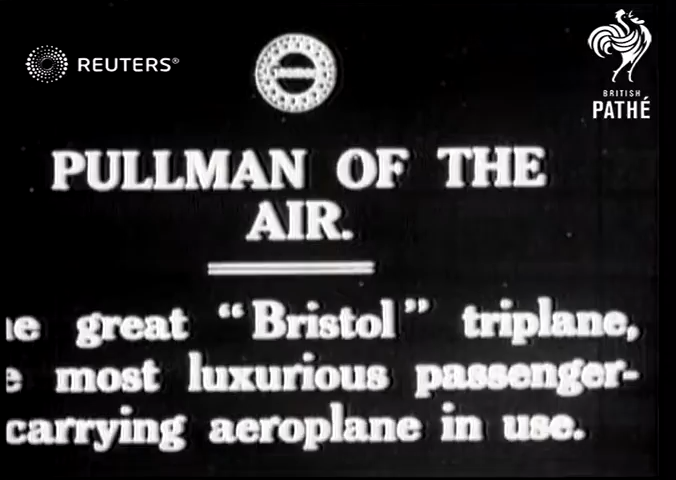 REUTERS®
BRITISH
PATHÉ
PULLMAN OF THE
AIR.
great "Bristol" triplane,
most luxurious passenger-
carrying aeroplane in use.